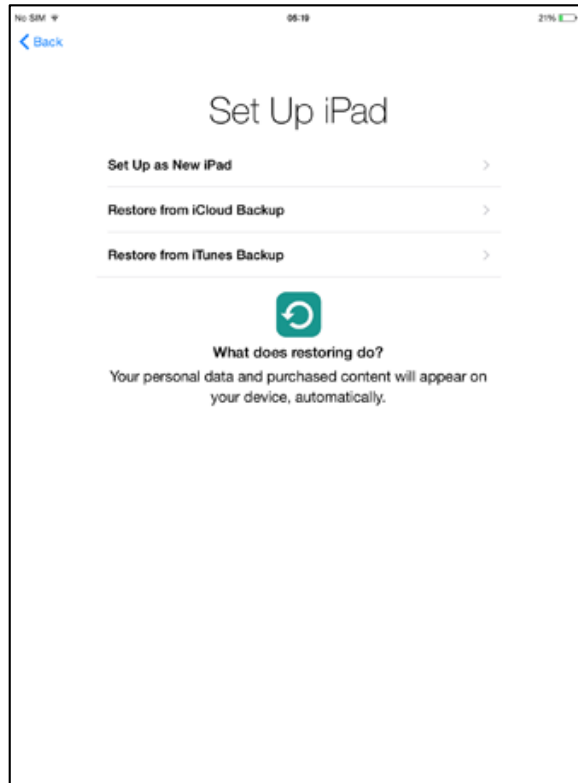 No SIM 05:19 21%
Back
Set Up iPad
Set Up as New iPad
Restore from iCloud Backup
Restore from iTunes Backup
What does restoring do?
Your personal data and purchased content will appear on
your device, automatically.